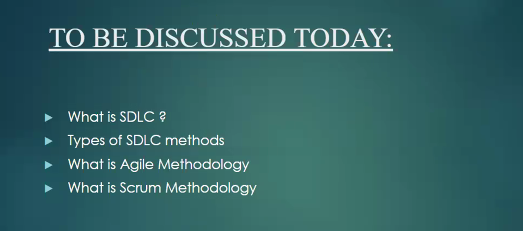 TO BE DISCUSSED TODAY:
What is SDLC ?
Types of SDLC methods
What is Agile Methodology
What is Scrum Methodology